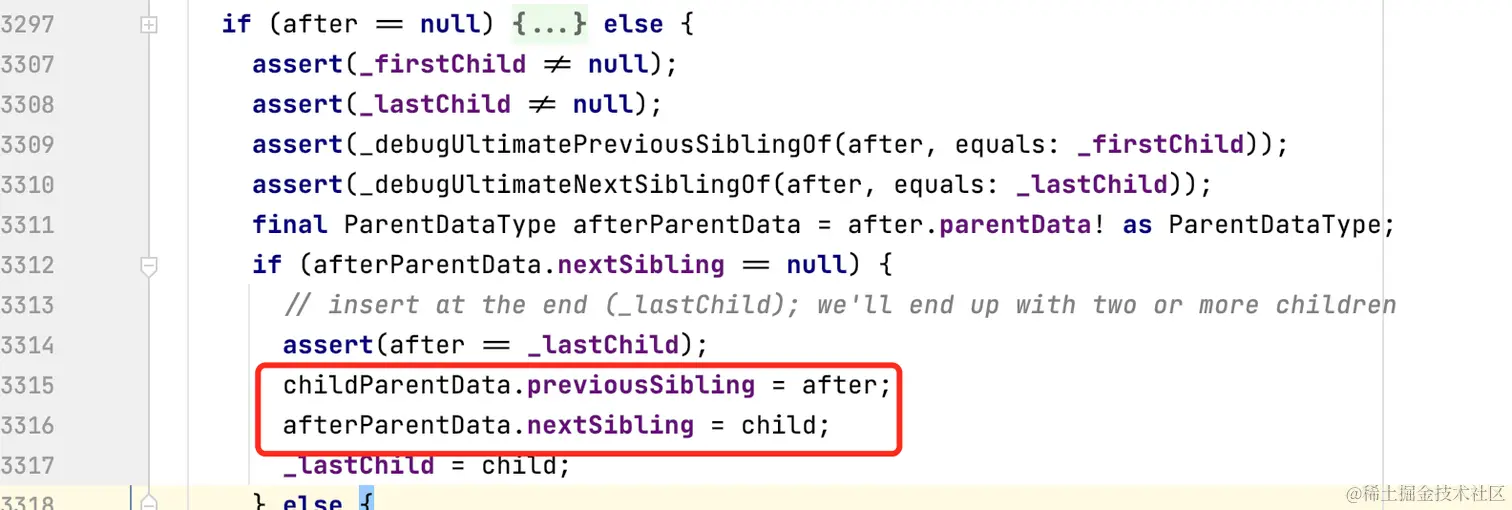 3297 if (after == null) {...} else {
3307 assert(_firstChild ≠ null);
3308 assert(_lastChild ≠ null);
3309 assert(_debugUltimatePreviousSiblingOf(after, equals: _firstChild));
3310 assert(_debugUltimateNextSiblingOf(after, equals: _lastChild));
3311 final ParentDataType afterParentData = after.parentData! as ParentDataType;
3312 if (afterParentData.nextSibling == null) {
3313 // insert at the end (_lastChild); we'll end up with two or more children
3314 assert(after == _lastChild);
3315 childParentData.previousSibling = after;
3316 afterParentData.nextSibling = child;
3317 _lastChild = child;
3318 } else {
@稀土掘金技术社区